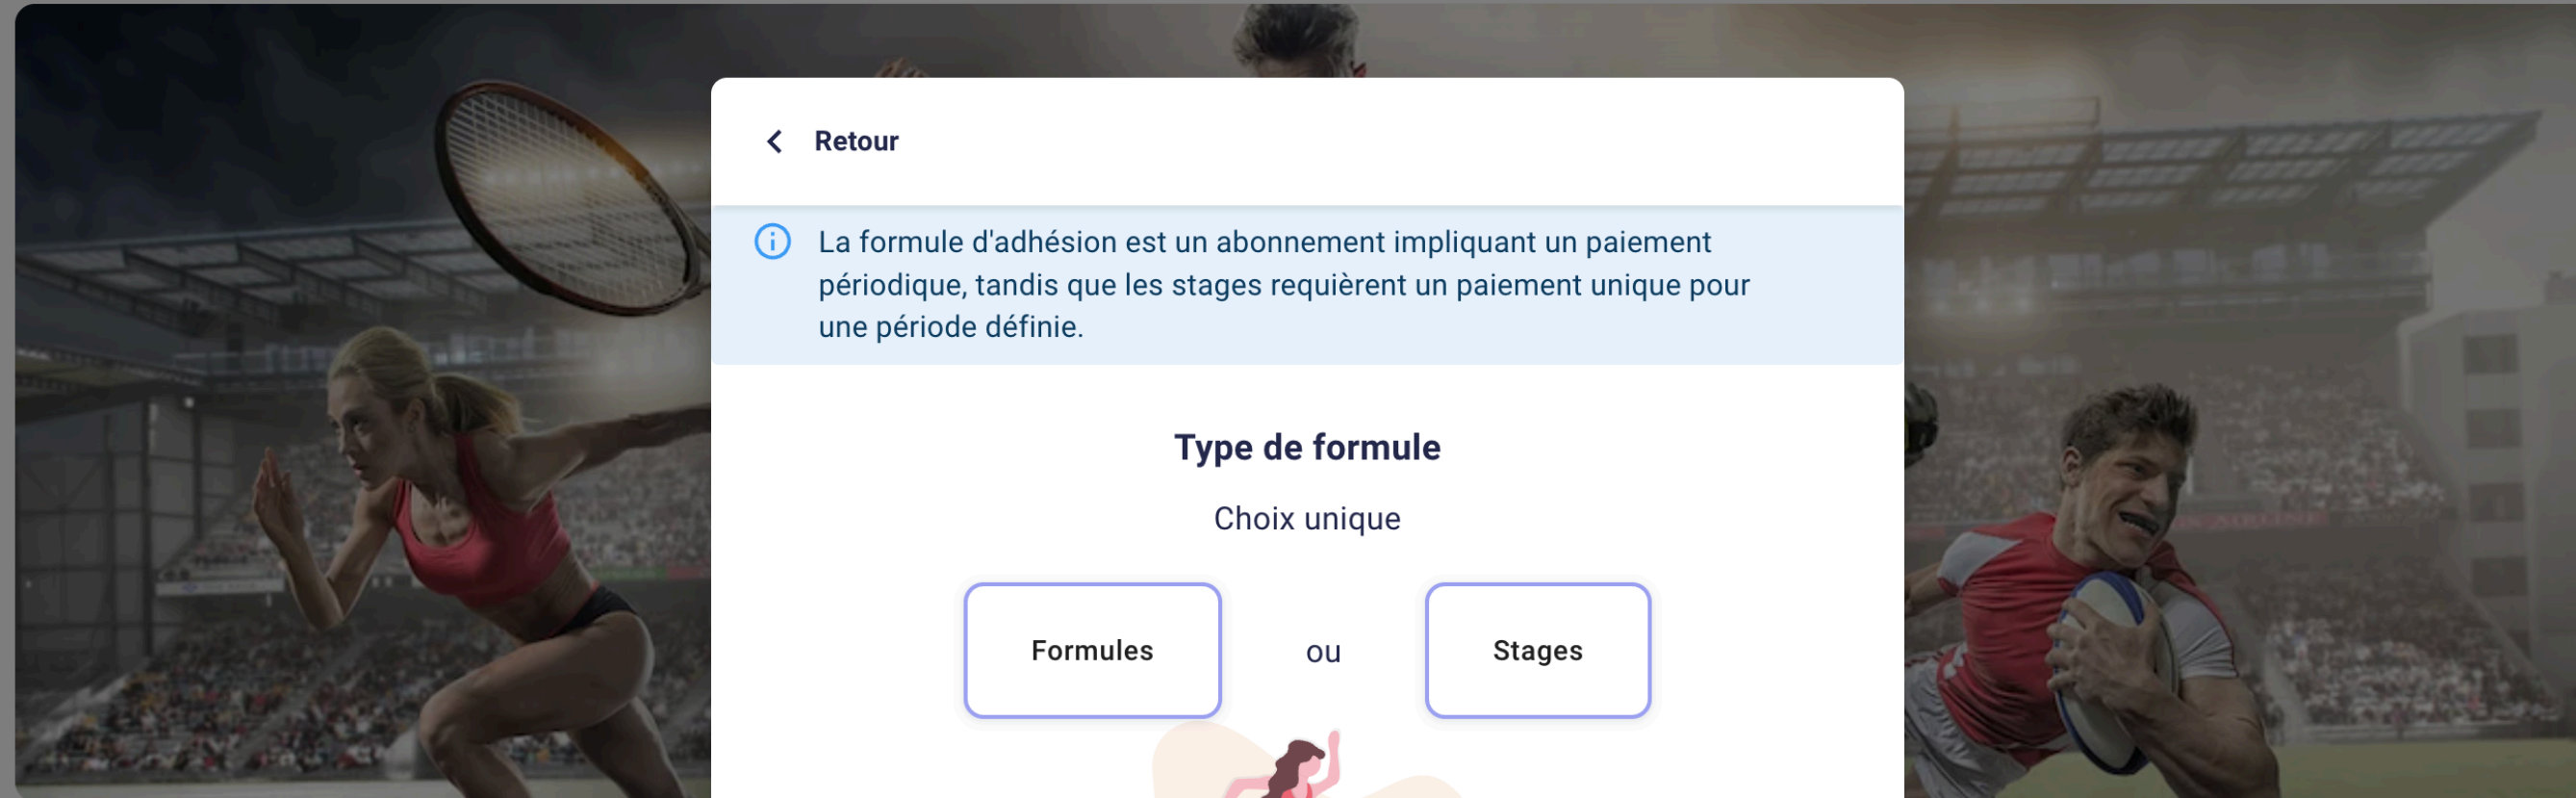 Retour
La formule d'adhésion est un abonnement impliquant un paiement
périodique, tandis que les stages requièrent un paiement unique pour
une période définie.
Type de formule
Choix unique
Formules ou Stages